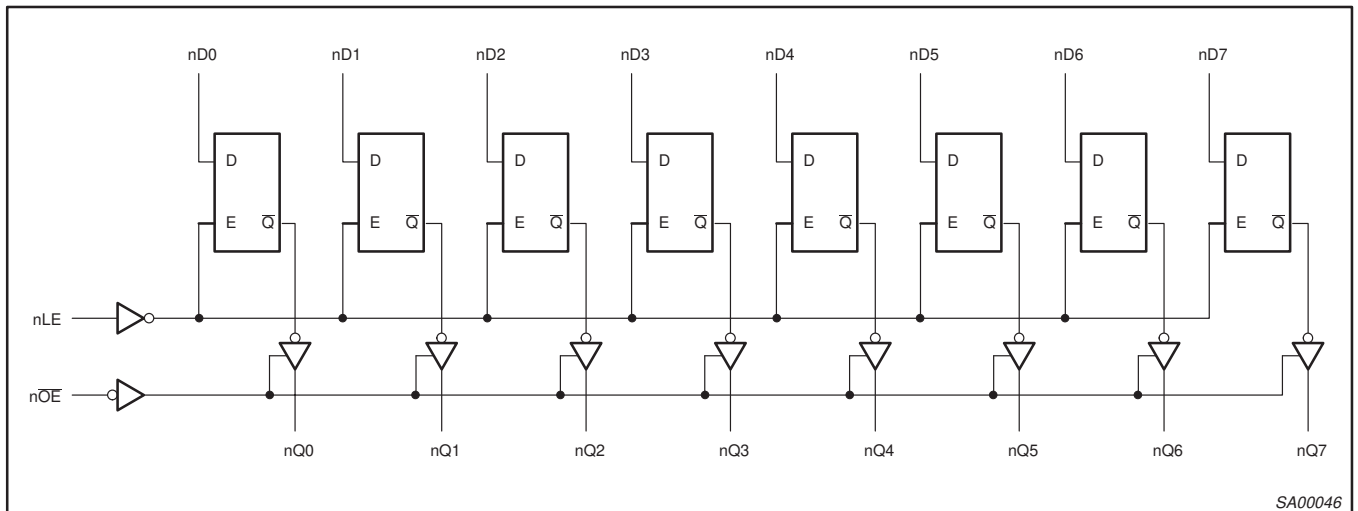 nD0 nD1 nD2 nD3 nD4 nD5 nD6 nD7
D D D D D D D D
E Q̅ E Q̅ E Q̅ E Q̅ E Q̅ E Q̅ E Q̅ E Q̅
nLE
nO̅E̅
nQ0 nQ1 nQ2 nQ3 nQ4 nQ5 nQ6 nQ7
SA00046